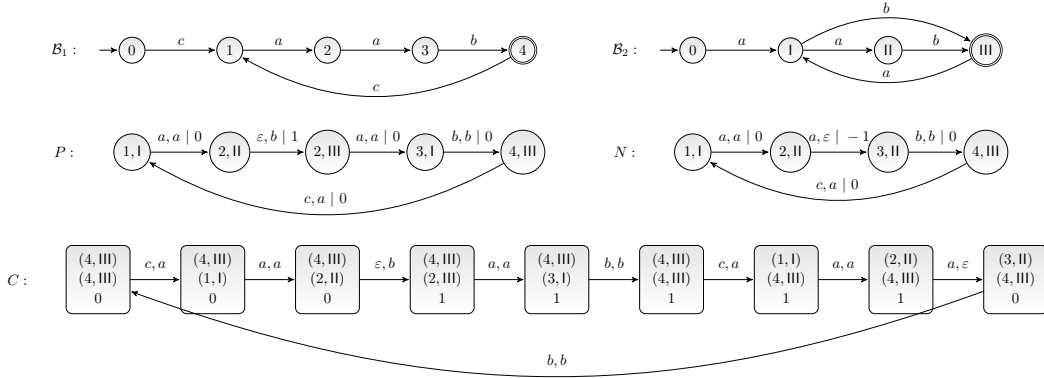 B₁ : 0 c 1 a 2 a 3 b 4 c
B₂ : 0 a I a II b III b a
P : 1, I a, a | 0 2, II ε, b | 1 2, III a, a | 0 3, I b, b | 0 4, III c, a | 0
N : 1, I a, a | 0 2, II a, ε | −1 3, II b, b | 0 4, III c, a | 0
C : (4, III) c, a (4, III) a, a (4, III) ε, b (4, III) a, a (4, III) b, b (4, III) c, a (1, I) a, a (2, II) a, ε (3, II)
(4, III) (1, I) (2, II) (2, III) (3, I) (4, III) (4, III) (4, III) (4, III)
0 0 0 1 1 1 1 1 0
b, b